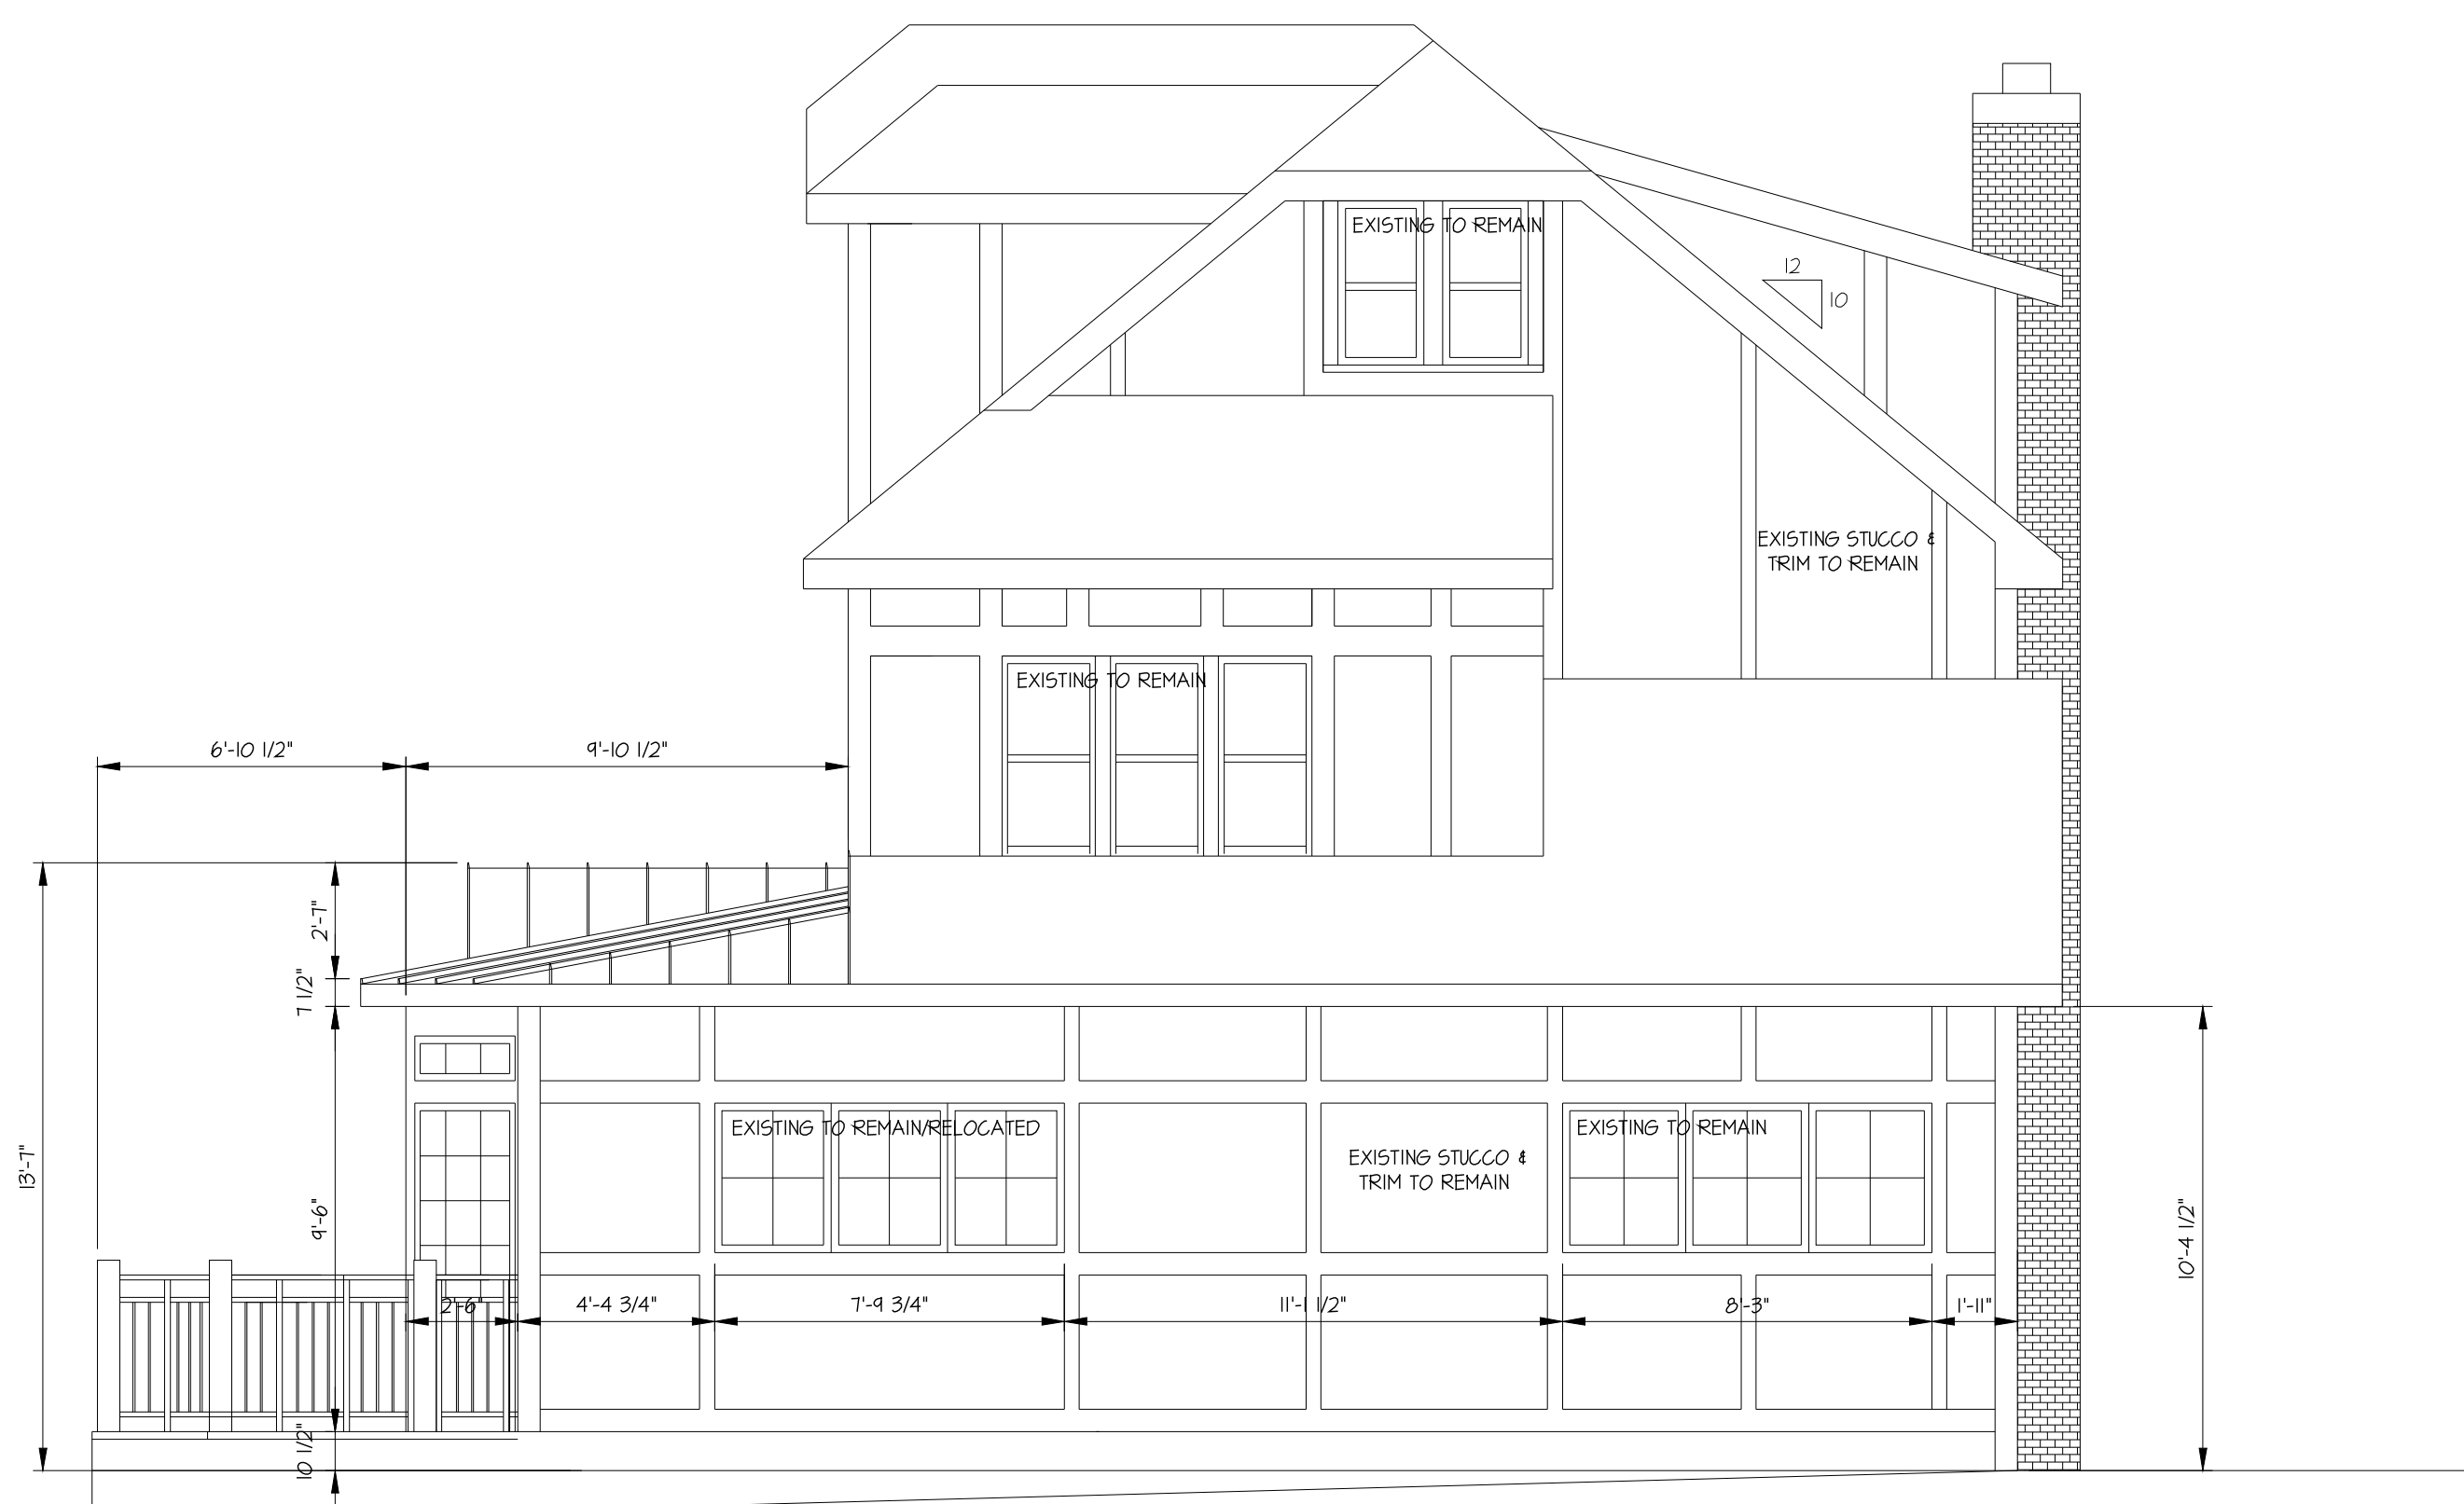 EXISTING TO REMAIN
12
10
EXISTING STUCCO &
TRIM TO REMAIN
EXISTING TO REMAIN
6'-10 1/2"
9'-10 1/2"
2'-7"
7 1/2"
13'-7"
9'-6"
10 1/2"
EXISTING TO REMAIN/RELOCATED
EXISTING TO REMAIN
EXISTING STUCCO &
TRIM TO REMAIN
10'-4 1/2"
2'-6"
4'-4 3/4"
7'-9 3/4"
11'-1 1/2"
8'-3"
1'-11"